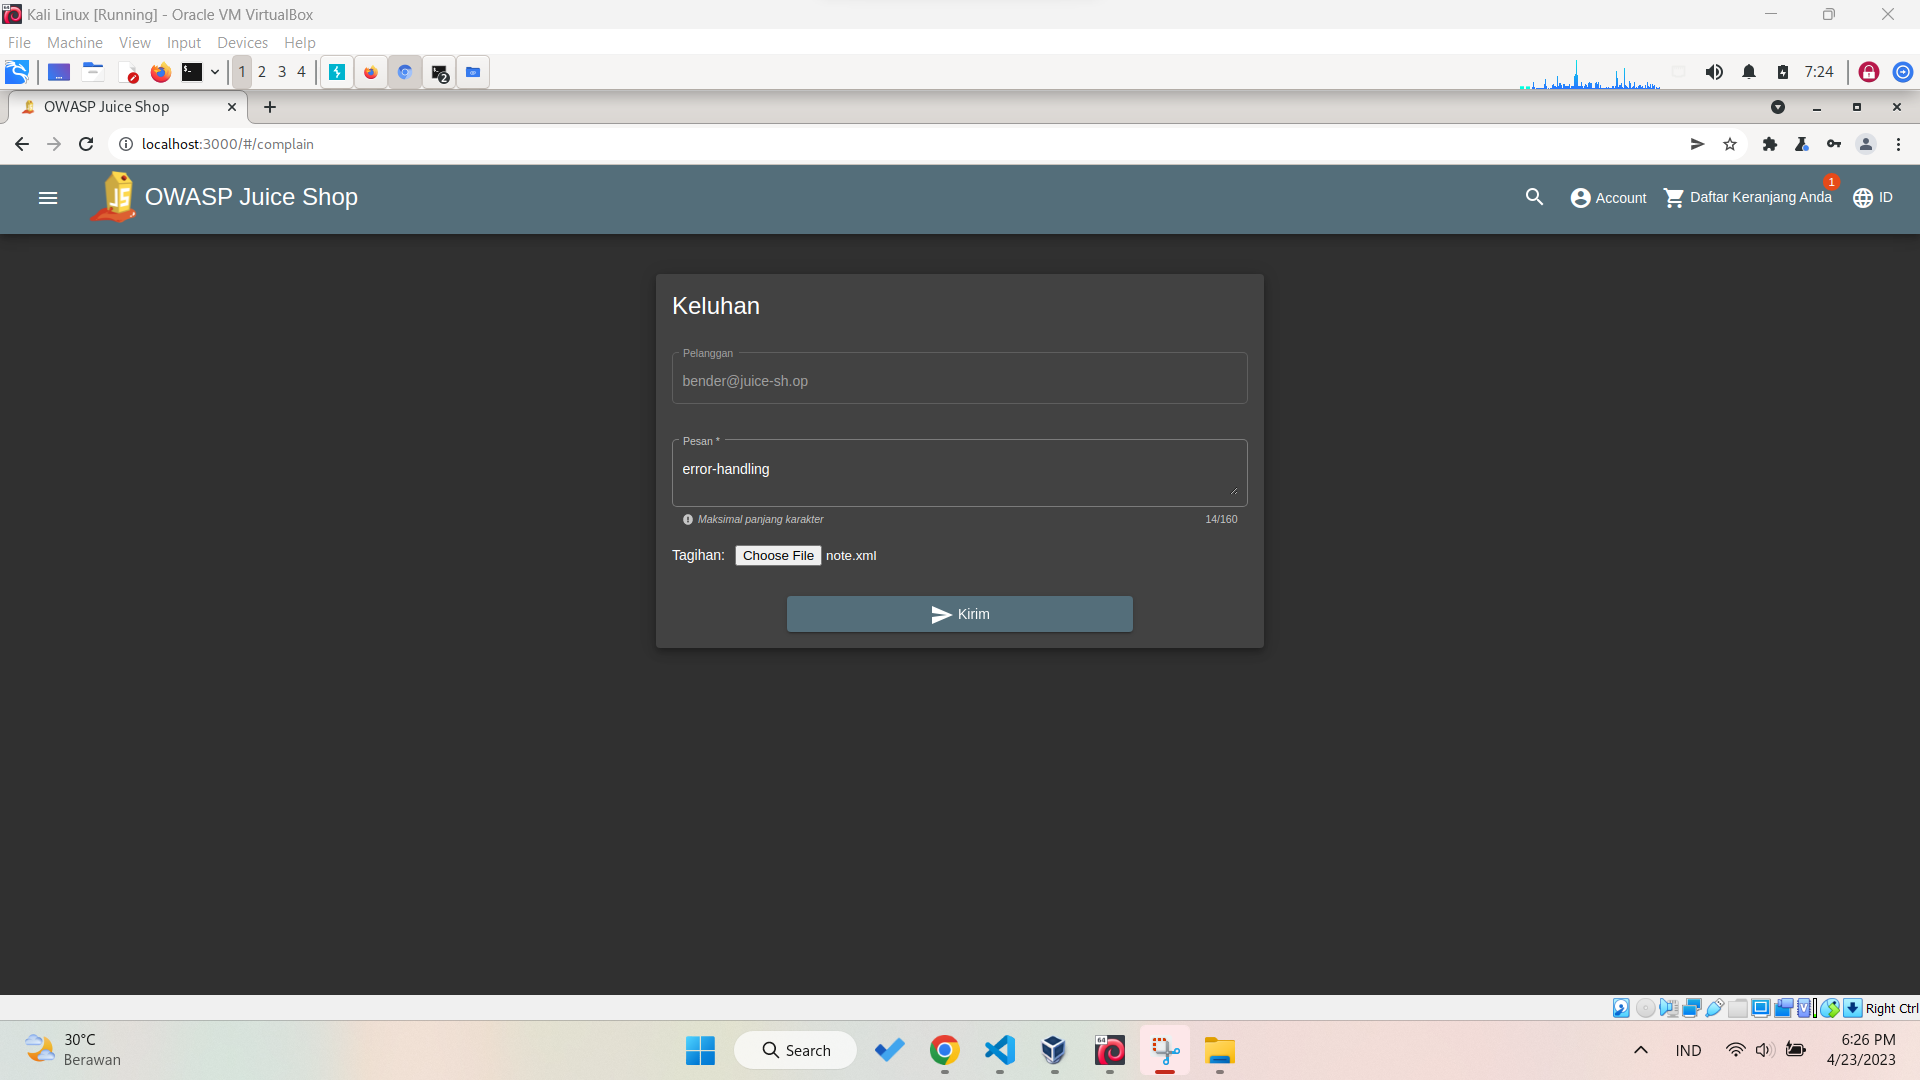 Kali Linux [Running] - Oracle VM VirtualBox
File Machine View Input Devices Help
1 2 3 4 2 7:24
OWASP Juice Shop
localhost:3000/#/complain
OWASP Juice Shop
Account
Daftar Keranjang Anda
1
ID
Keluhan
Pelanggan
bender@juice-sh.op
Pesan *
error-handling
Maksimal panjang karakter 14/160
Tagihan: Choose File note.xml
Kirim
Right Ctrl
30°C
Berawan
Search
64
IND
6:26 PM
4/23/2023